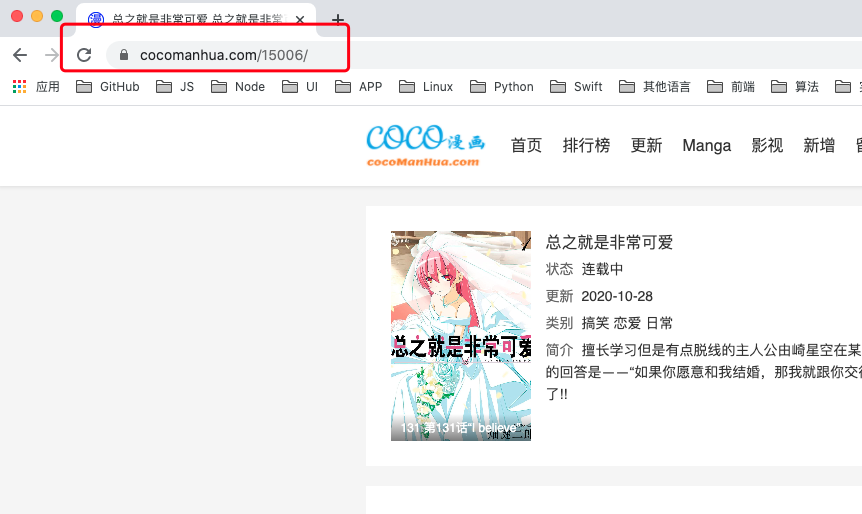 总之就是非常可爱 总之就是非常
cocomanhua.com/15006/
应用 GitHub JS Node UI APP Linux Python Swift 其他语言 前端 算法
COCO漫画
cocoManHua.com
首页 排行榜 更新 Manga 影视 新增
总之就是非常可爱
状态 连载中
更新 2020-10-28
类别 搞笑 恋爱 日常
简介 擅长学习但是有点脱线的主人公由崎星空在某
的回答是——“如果你愿意和我结婚，那我就跟你交往
了!!
总之就是非常可爱
131 第131话“I believe”
畑健二郎